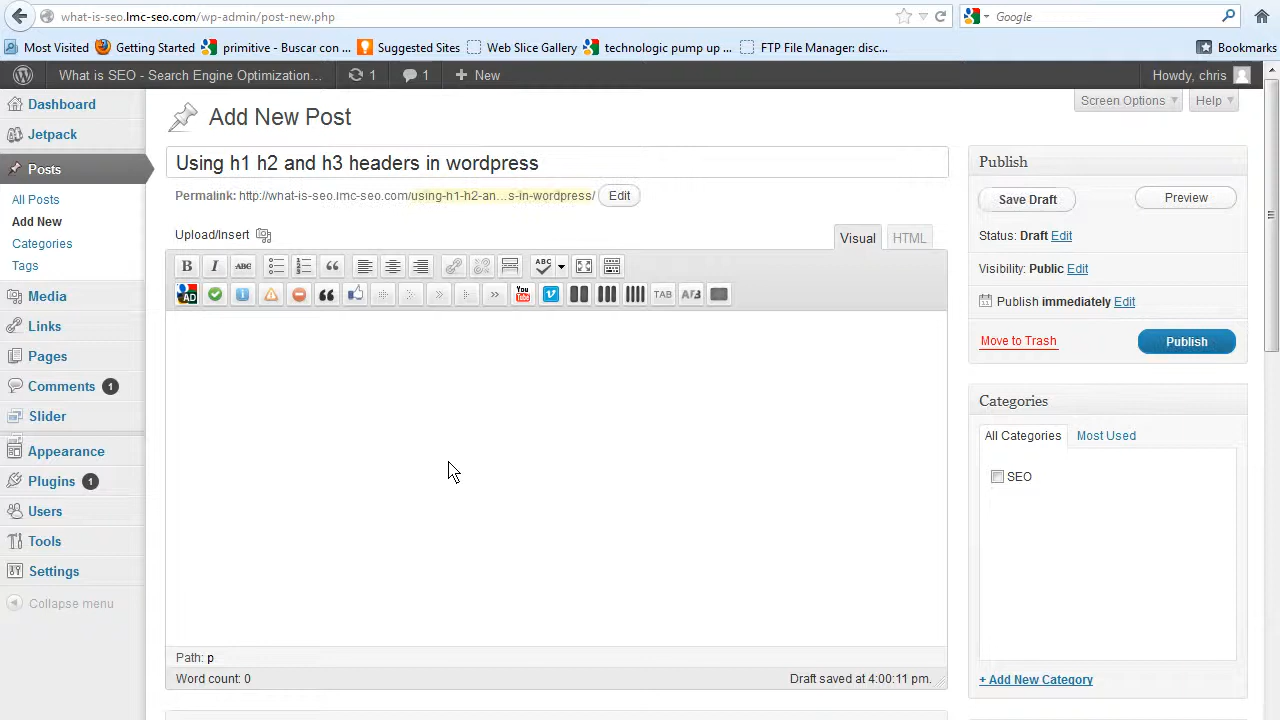 what-is-seo.lmc-seo.com/wp-admin/post-new.php
Google
Most Visited
Getting Started
primitive - Buscar con ...
Suggested Sites
Web Slice Gallery
technologic pump up ...
FTP File Manager: disc...
Bookmarks
What is SEO - Search Engine Optimization...
1
1
New
Howdy, chris
Dashboard
Jetpack
Posts
All Posts
Add New
Categories
Tags
Media
Links
Pages
Comments 1
Slider
Appearance
Plugins 1
Users
Tools
Settings
Collapse menu
Screen Options
Help
Add New Post
Using h1 h2 and h3 headers in wordpress
Permalink: http://what-is-seo.lmc-seo.com/using-h1-h2-an...s-in-wordpress/ Edit
Upload/Insert
Visual
HTML
B
I
ABC
ABC
AD
You Tube
TAB
Path: p
Word count: 0
Draft saved at 4:00:11 pm.
Publish
Save Draft
Preview
Status: Draft Edit
Visibility: Public Edit
Publish immediately Edit
Move to Trash
Publish
Categories
All Categories
Most Used
SEO
+ Add New Category